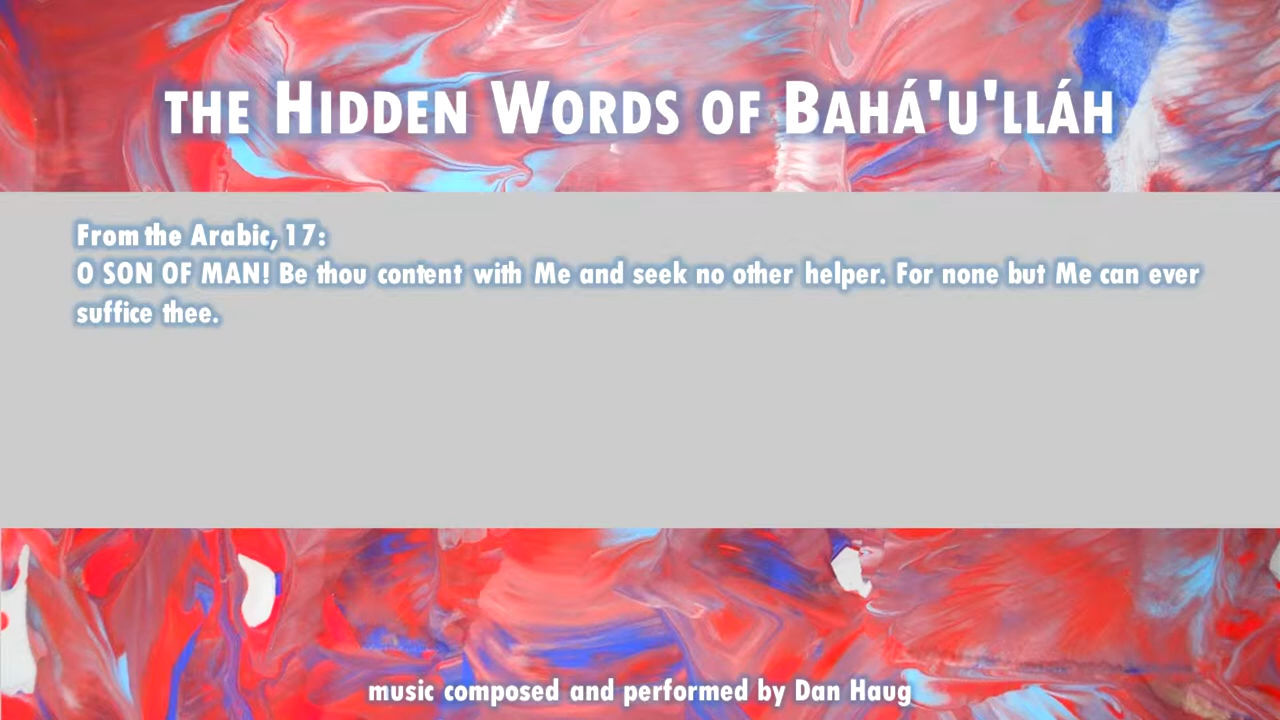 THE HIDDEN WORDS OF BAHÁ'U'LLÁH
From the Arabic, 17:
O SON OF MAN! Be thou content with Me and seek no other helper. For none but Me can ever
suffice thee.
music composed and performed by Dan Haug